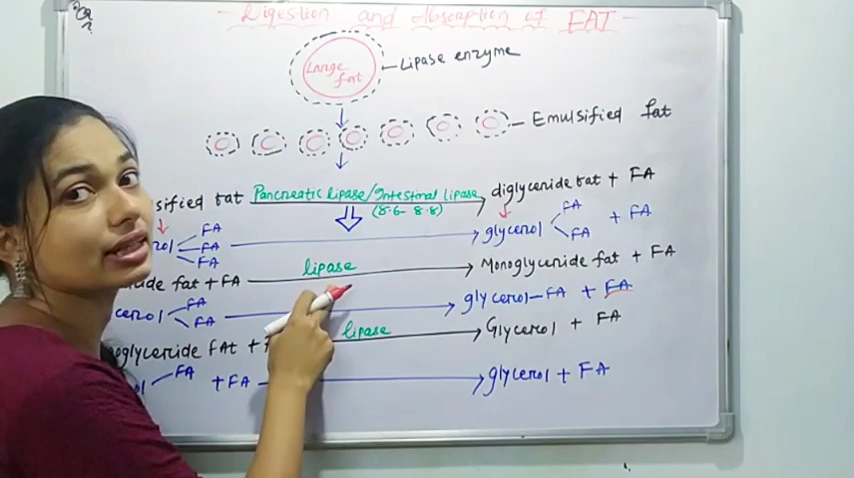 - Digestion and Absorption of FAT -
Large fat
Lipase enzyme
Emulsified fat
sified fat Pancreatic lipase/Intestinal lipase diglyceride fat + FA
(8.6- 8.8)
rol FA FA FA glycerol FA FA + FA
ride fat + FA lipase Monoglyceride fat + FA
cerol FA FA glycerol-FA + FA
oglyceride FAt + lipase Glycerol + FA
ol FA + FA glycerol + FA